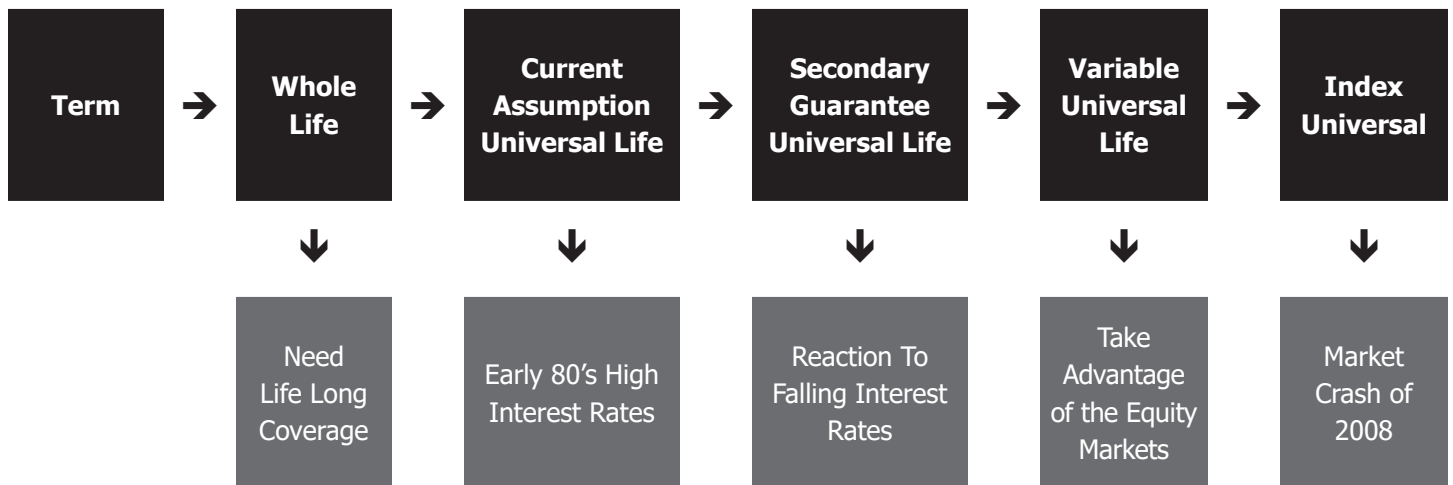 Term
Whole
Life
Current
Assumption
Universal Life
Secondary
Guarantee
Universal Life
Variable
Universal
Life
Index
Universal
Need
Life Long
Coverage
Early 80’s High
Interest Rates
Reaction To
Falling Interest
Rates
Take
Advantage
of the Equity
Markets
Market
Crash of
2008